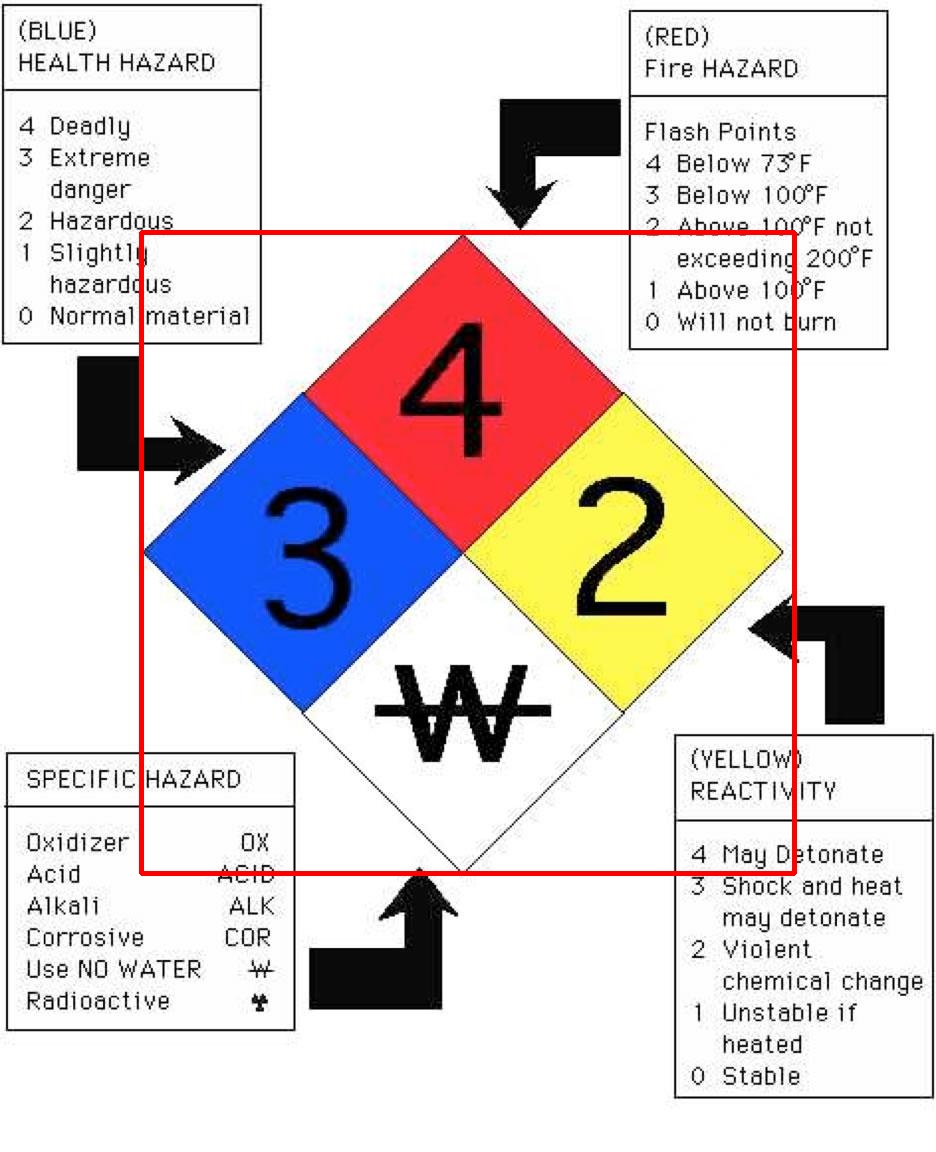 (BLUE)
HEALTH HAZARD
4 Deadly
3 Extreme
danger
2 Hazardous
1 Slightly
hazardous
0 Normal material
(RED)
Fire HAZARD
Flash Points
4 Below 73°F
3 Below 100°F
2 Above 100°F not
exceeding 200°F
1 Above 100°F
0 Will not burn
4
3
2
W
SPECIFIC HAZARD
Oxidizer OX
Acid ACID
Alkali ALK
Corrosive COR
Use NO WATER W
Radioactive
(YELLOW)
REACTIVITY
4 May Detonate
3 Shock and heat
may detonate
2 Violent
chemical change
1 Unstable if
heated
0 Stable